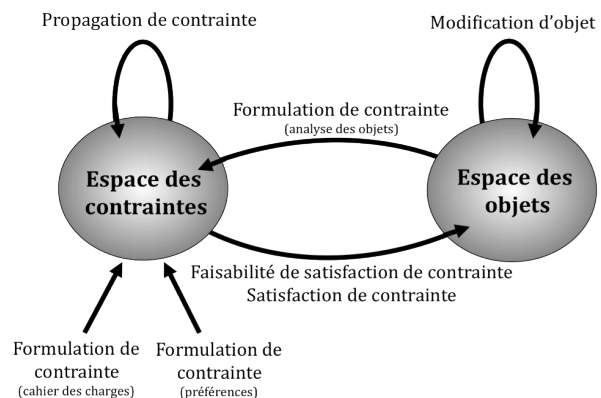 Propagation de contrainte
Modification d'objet
Formulation de contrainte
(analyse des objets)
Espace des
contraintes
Espace des
objets
Faisabilité de satisfaction de contrainte
Satisfaction de contrainte
Formulation de
contrainte
(cahier des charges)
Formulation de
contrainte
(préférences)